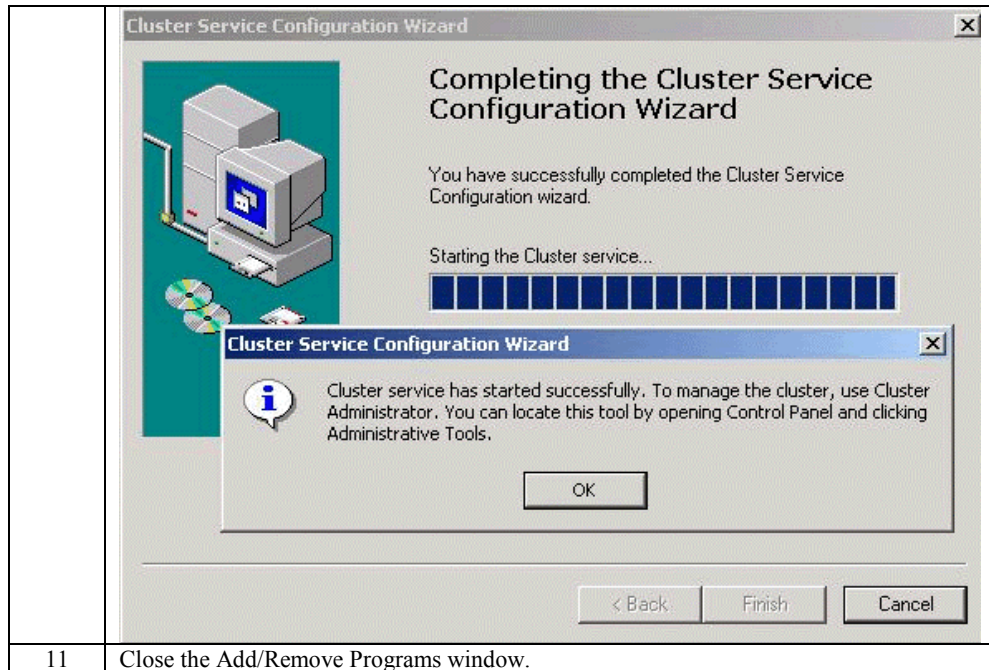 Cluster Service Configuration Wizard
Completing the Cluster Service
Configuration Wizard
You have successfully completed the Cluster Service
Configuration wizard.
Starting the Cluster service...
Cluster Service Configuration Wizard
Cluster service has started successfully. To manage the cluster, use Cluster
Administrator. You can locate this tool by opening Control Panel and clicking
Administrative Tools.
OK
< Back Finish Cancel
11 Close the Add/Remove Programs window.